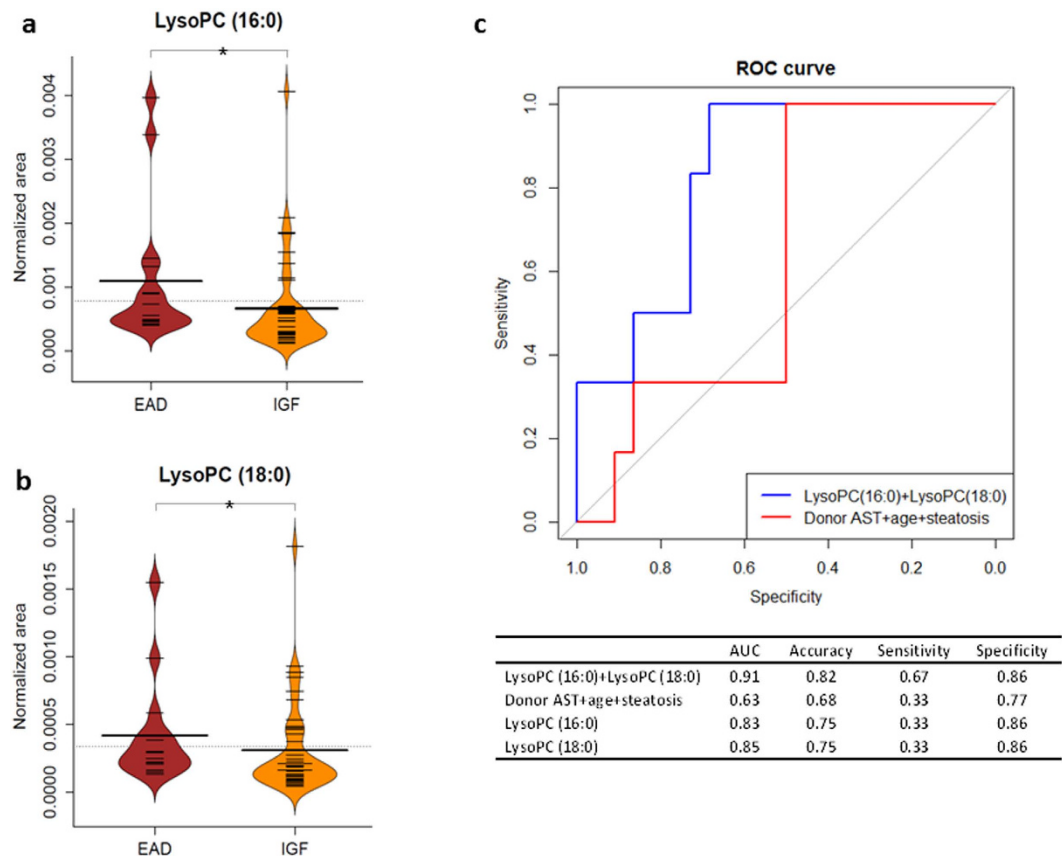 a
LysoPC (16:0)
*
Normalized area
0.004
0.003
0.002
0.001
0.000
EAD IGF
b
LysoPC (18:0)
*
Normalized area
0.0020
0.0015
0.0010
0.0005
0.0000
EAD IGF
c
ROC curve
Sensitivity
1.0
0.8
0.6
0.4
0.2
0.0
LysoPC(16:0)+LysoPC(18:0)
Donor AST+age+steatosis
1.0 0.8 0.6 0.4 0.2 0.0
Specificity
AUC Accuracy Sensitivity Specificity
LysoPC (16:0)+LysoPC (18:0) 0.91 0.82 0.67 0.86
Donor AST+age+steatosis 0.63 0.68 0.33 0.77
LysoPC (16:0) 0.83 0.75 0.33 0.86
LysoPC (18:0) 0.85 0.75 0.33 0.86